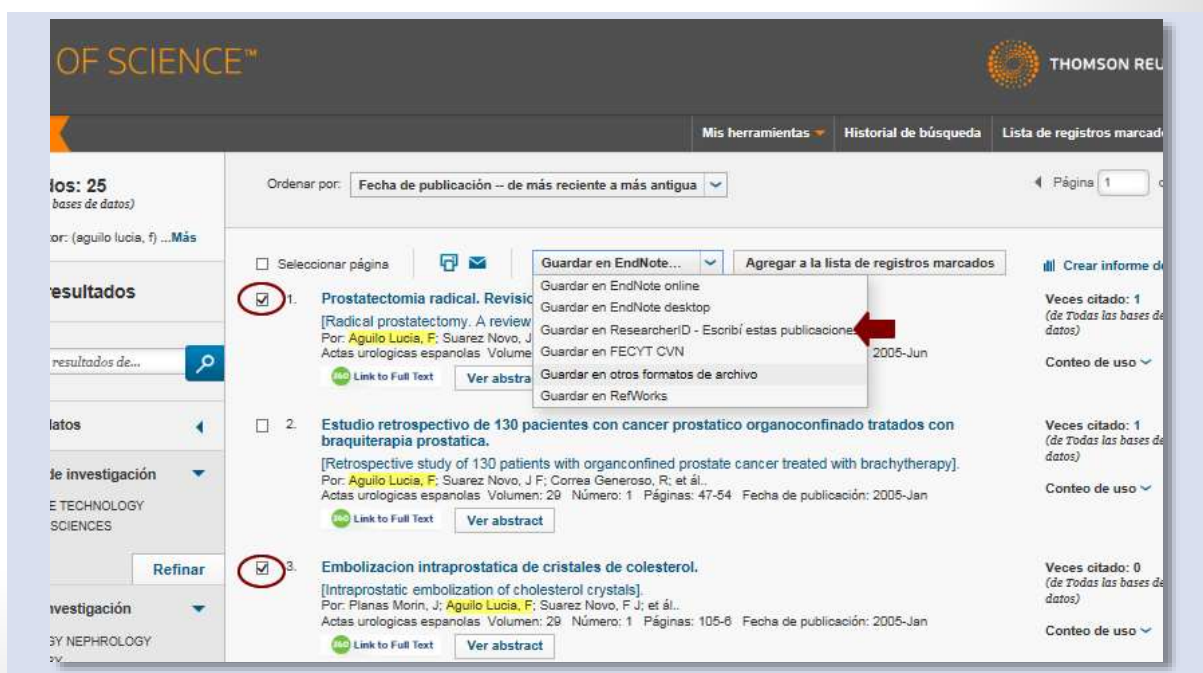 OF SCIENCE™
THOMSON REU
Mis herramientas Historial de búsqueda Lista de registros marcad
dos: 25
bases de datos)
or: (aguilo lucia, f) ...Más
Ordenar por: Fecha de publicación -- de más reciente a más antigua
Página 1
Seleccionar página Guardar en EndNote... Agregar a la lista de registros marcados
Crear informe de
Guardar en EndNote online
Guardar en EndNote desktop
Guardar en ResearcherID - Escribí estas publicaciones
Guardar en FECYT CVN
Guardar en otros formatos de archivo
Guardar en RefWorks
resultados
resultados de...
datos
de investigación
E TECHNOLOGY
SCIENCES
Refinar
nvestigación
GY NEPHROLOGY
1. Prostatectomia radical. Revisic
[Radical prostatectomy. A review
Por: Aguilo Lucia, F; Suarez Novo, J
Actas urologicas espanolas Volume 2005-Jun
360 Link to Full Text Ver abstra
Veces citado: 1
(de Todas las bases de
datos)
Conteo de uso
2. Estudio retrospectivo de 130 pacientes con cancer prostatico organoconfinado tratados con
braquiterapia prostatica.
[Retrospective study of 130 patients with organconfined prostate cancer treated with brachytherapy].
Por: Aguilo Lucia, F; Suarez Novo, J F; Correa Generoso, R; et ál..
Actas urologicas espanolas Volumen: 29 Número: 1 Páginas: 47-54 Fecha de publicación: 2005-Jan
360 Link to Full Text Ver abstract
Veces citado: 1
(de Todas las bases de
datos)
Conteo de uso
3. Embolizacion intraprostatica de cristales de colesterol.
[Intraprostatic embolization of cholesterol crystals].
Por: Planas Morin, J; Aguilo Lucia, F; Suarez Novo, F J; et ál..
Actas urologicas espanolas Volumen: 29 Número: 1 Páginas: 105-6 Fecha de publicación: 2005-Jan
360 Link to Full Text Ver abstract
Veces citado: 0
(de Todas las bases de
datos)
Conteo de uso